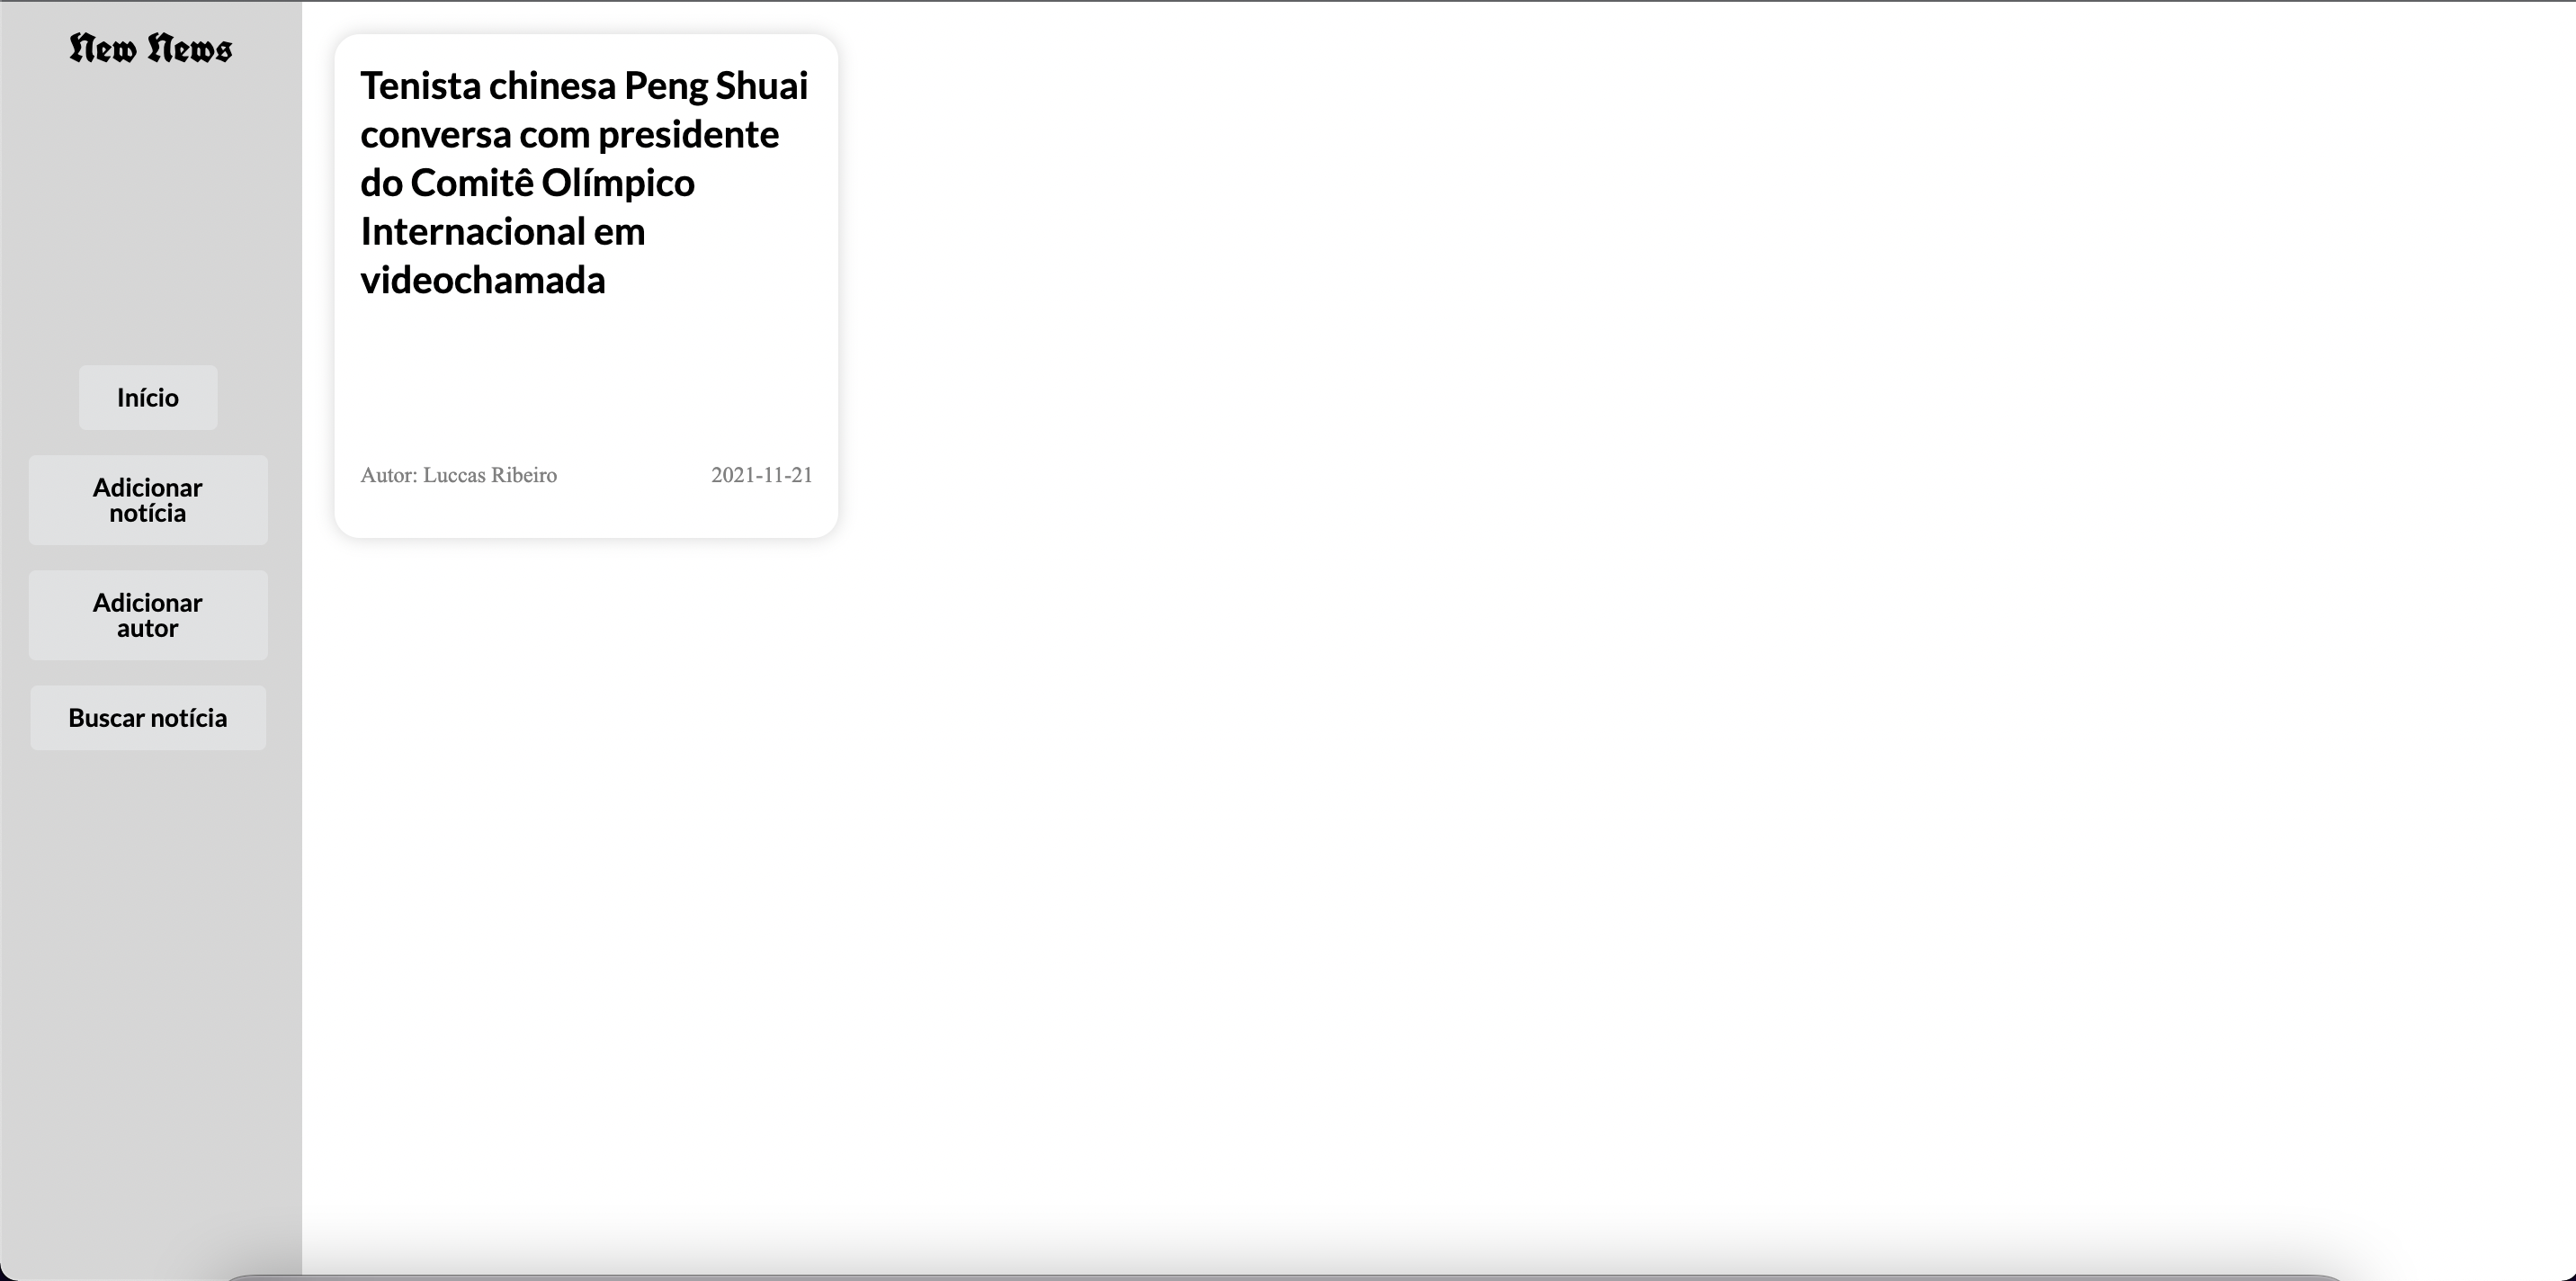 New News
Início
Adicionar
notícia
Adicionar
autor
Buscar notícia
Tenista chinesa Peng Shuai
conversa com presidente
do Comitê Olímpico
Internacional em
videochamada
Autor: Luccas Ribeiro
2021-11-21